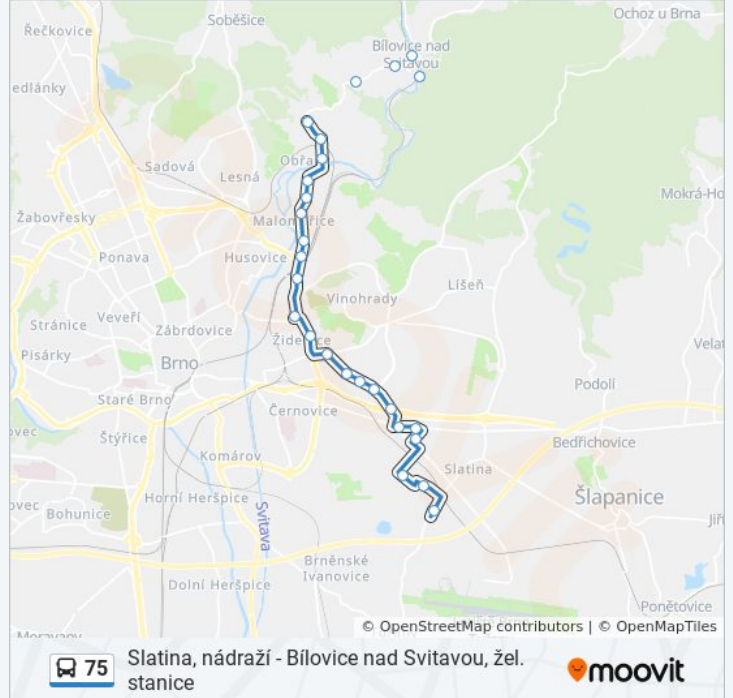 Řečkovice
Soběšice
Ochoz u Brna
Bílovice nad
Svitavou
edlánky
Obřa
Sadová
Lesná
Mokrá-Ho
Žabovřesky
Maloměřice
Ponava
Husovice
Líšeň
Vinohrady
Stránice
Veveří
Zábrdovice
Židenice
Velat
Pisárky
Brno
Podolí
Staré Brno
Černovice
ovec
Štýřice
Bedřichovice
Komárov
Slatina
Horní Heršpice
Šlapanice
ovec
Bohunice
Svitava
Jiř
Brněnské
Ivanovice
Dolní Heršpice
Ponětovice
Moravany
© OpenStreetMap contributors | © OpenMapTiles
75
Slatina, nádraží - Bílovice nad Svitavou, žel.
stanice
moovit